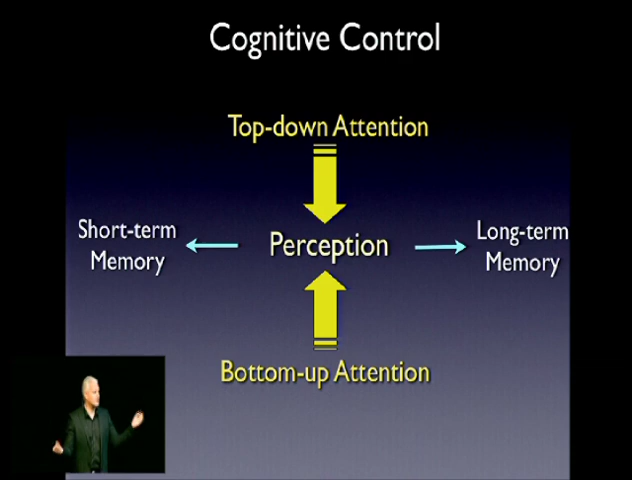 Cognitive Control
Top-down Attention
Short-term
Memory
Perception
Long-term
Memory
Bottom-up Attention